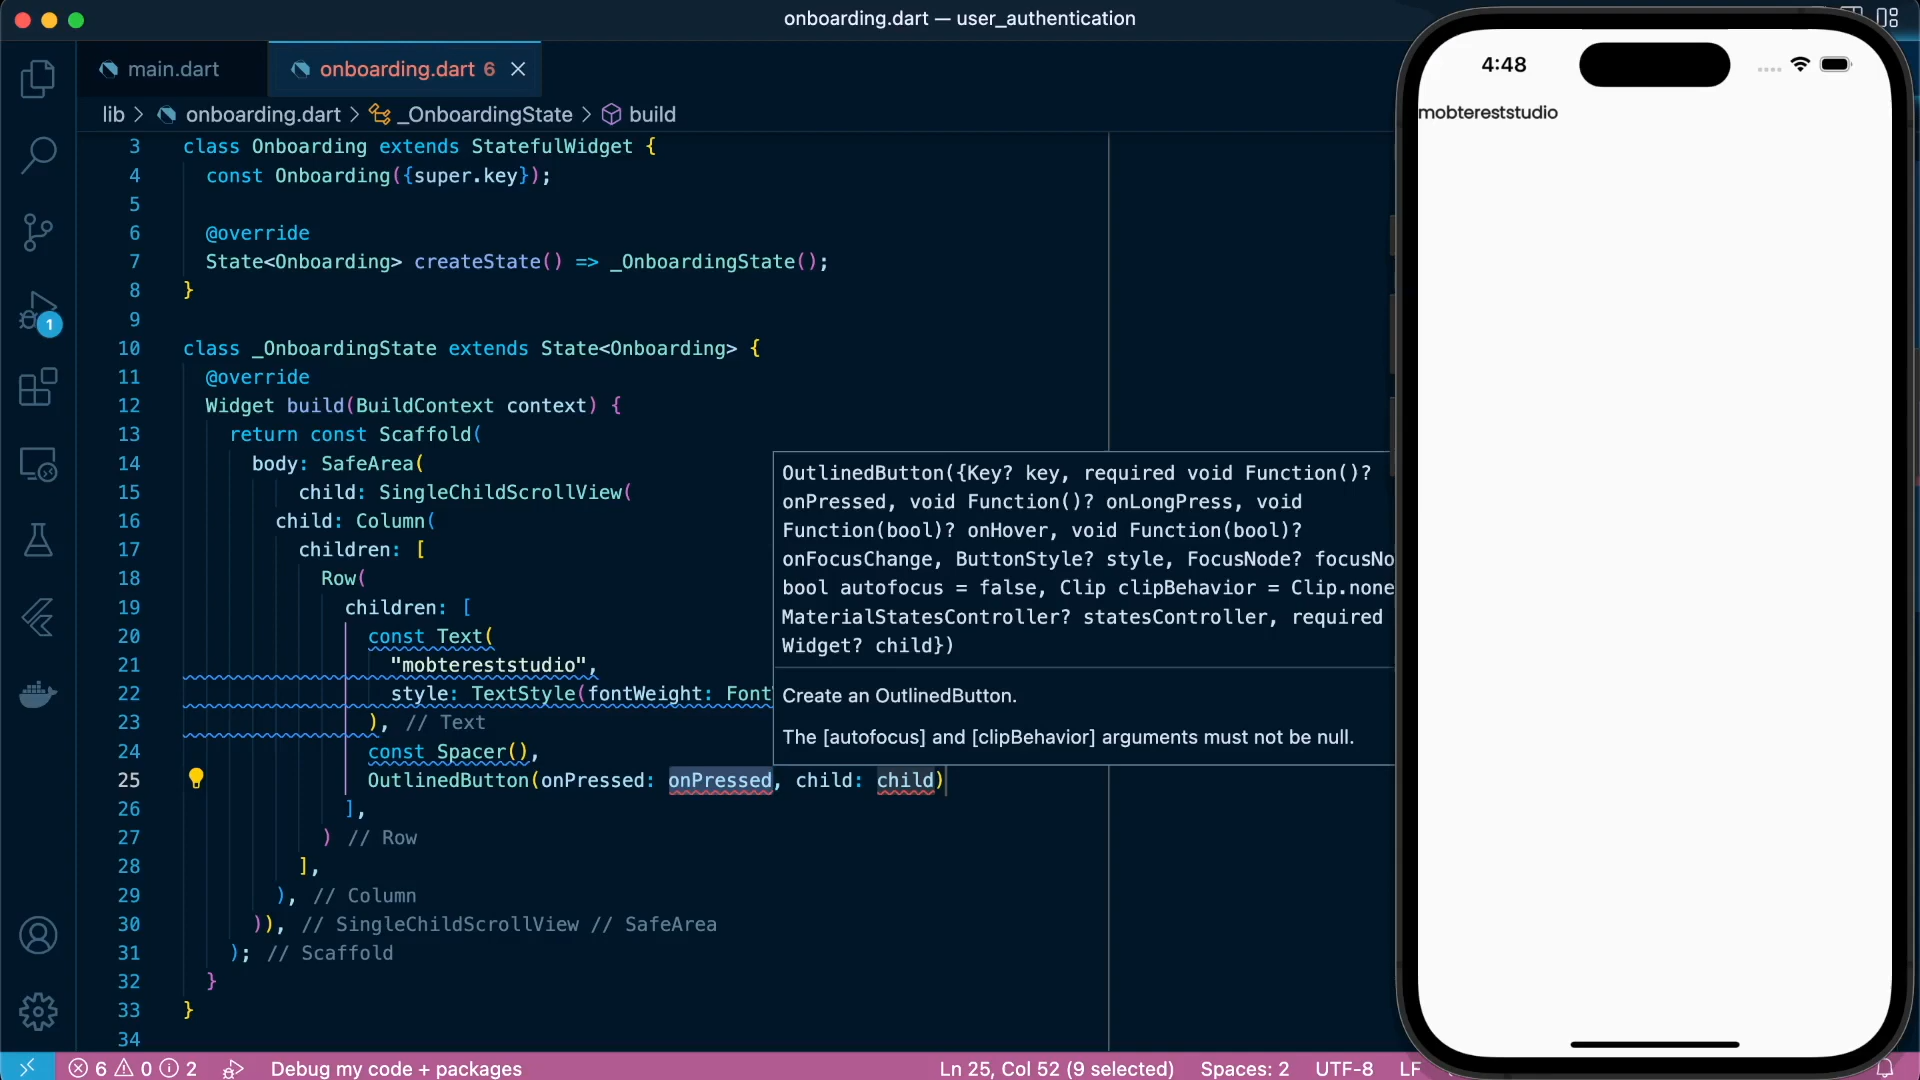 onboarding.dart — user_authentication
main.dart
onboarding.dart 6
lib > onboarding.dart > _OnboardingState > build
3 class Onboarding extends StatefulWidget {
4 const Onboarding({super.key});
5
6 @override
7 State<Onboarding> createState() => _OnboardingState();
8 }
9
10 class _OnboardingState extends State<Onboarding> {
11 @override
12 Widget build(BuildContext context) {
13 return const Scaffold(
14 body: SafeArea(
15 child: SingleChildScrollView(
16 child: Column(
17 children: [
18 Row(
19 children: [
20 const Text(
21 "mobtereststudio",
22 style: TextStyle(fontWeight: Font
23 ), // Text
24 const Spacer(),
25 OutlinedButton(onPressed: onPressed, child: child)
26 ],
27 ) // Row
28 ],
29 ), // Column
30 )), // SingleChildScrollView // SafeArea
31 ); // Scaffold
32 }
33 }
34
OutlinedButton({Key? key, required void Function()?
onPressed, void Function()? onLongPress, void
Function(bool)? onHover, void Function(bool)?
onFocusChange, ButtonStyle? style, FocusNode? focusNo
bool autofocus = false, Clip clipBehavior = Clip.none
MaterialStatesController? statesController, required
Widget? child})
Create an OutlinedButton.
The [autofocus] and [clipBehavior] arguments must not be null.
1
6 0 2 Debug my code + packages
Ln 25, Col 52 (9 selected) Spaces: 2 UTF-8 LF
4:48
mobtereststudio